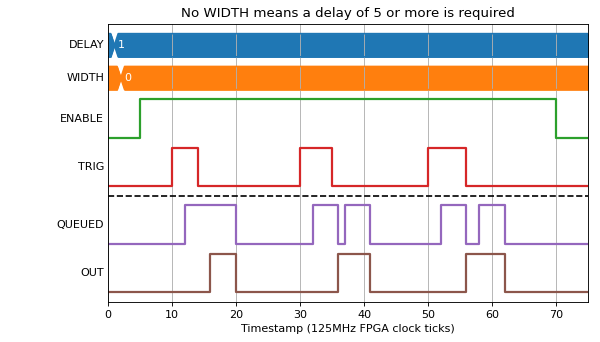 No WIDTH means a delay of 5 or more is required
DELAY
1
WIDTH
0
ENABLE
TRIG
QUEUED
OUT
0 10 20 30 40 50 60 70
Timestamp (125MHz FPGA clock ticks)